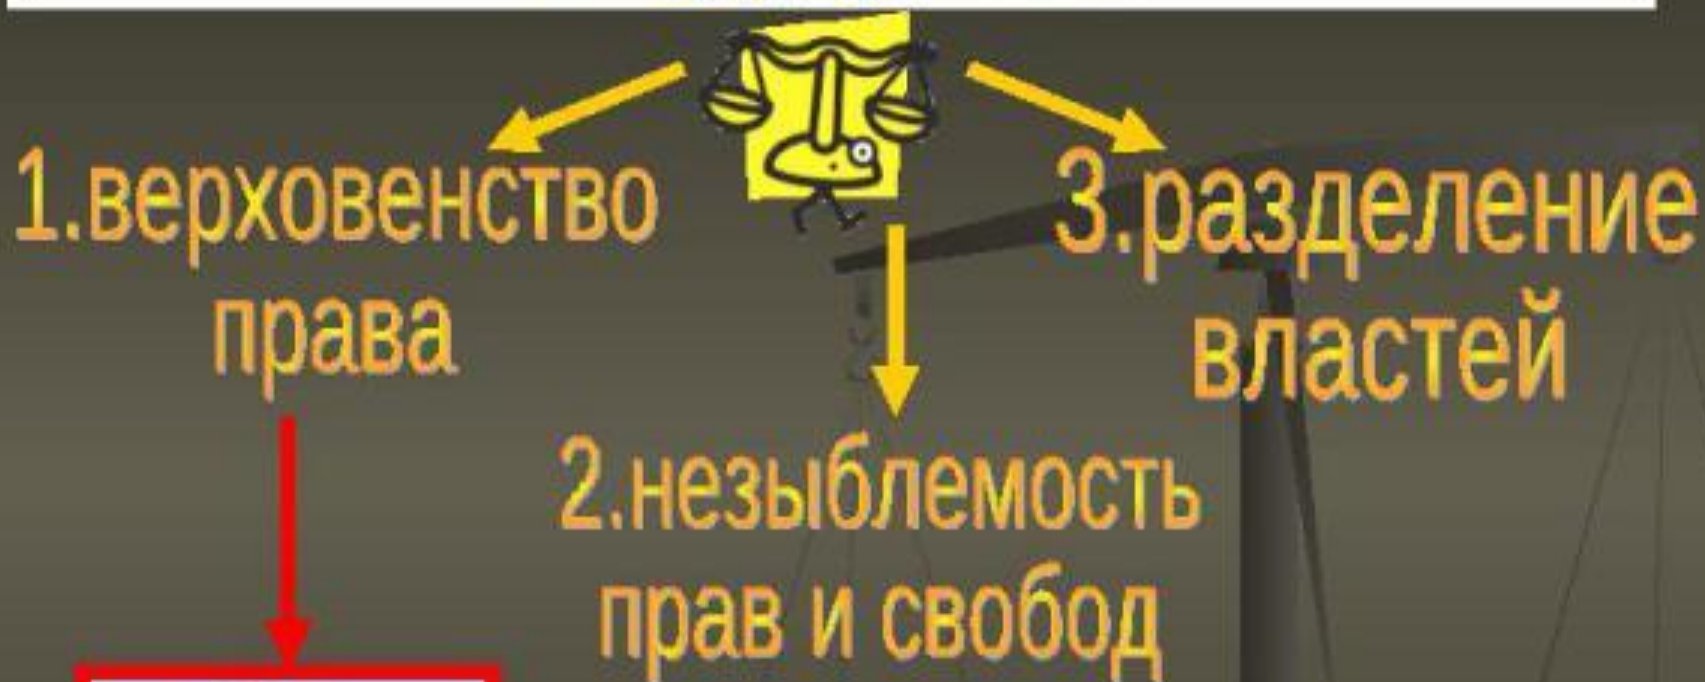 1.верховенство
права
2.незыблемость
прав и свобод
3.разделение
властей